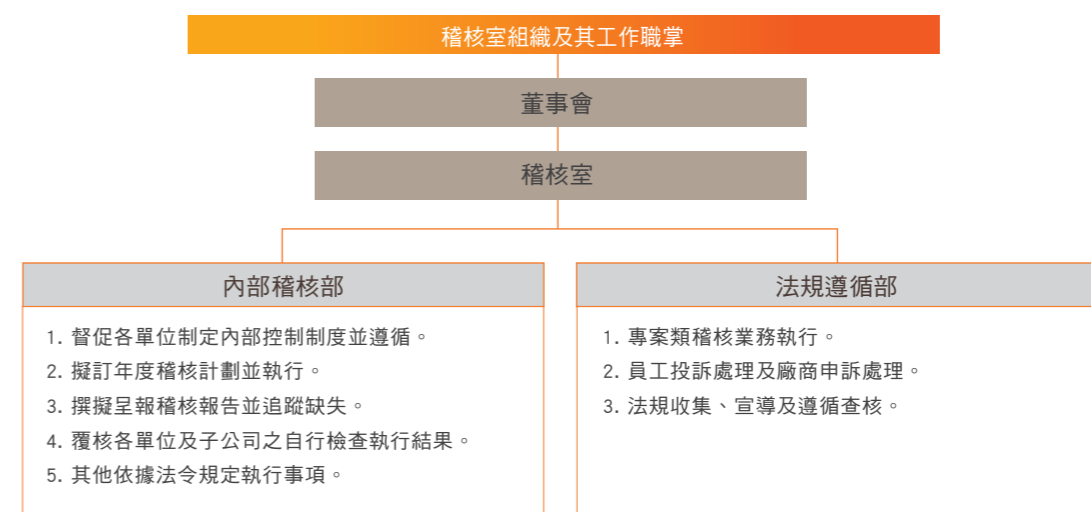 稽核室組織及其工作職掌
董事會
稽核室
內部稽核部
1. 督促各單位制定內部控制制度並遵循。
2. 擬訂年度稽核計劃並執行。
3. 撰擬呈報稽核報告並追蹤缺失。
4. 覆核各單位及子公司之自行檢查執行結果。
5. 其他依據法令規定執行事項。
法規遵循部
1. 專案類稽核業務執行。
2. 員工投訴處理及廠商申訴處理。
3. 法規收集、宣導及遵循查核。